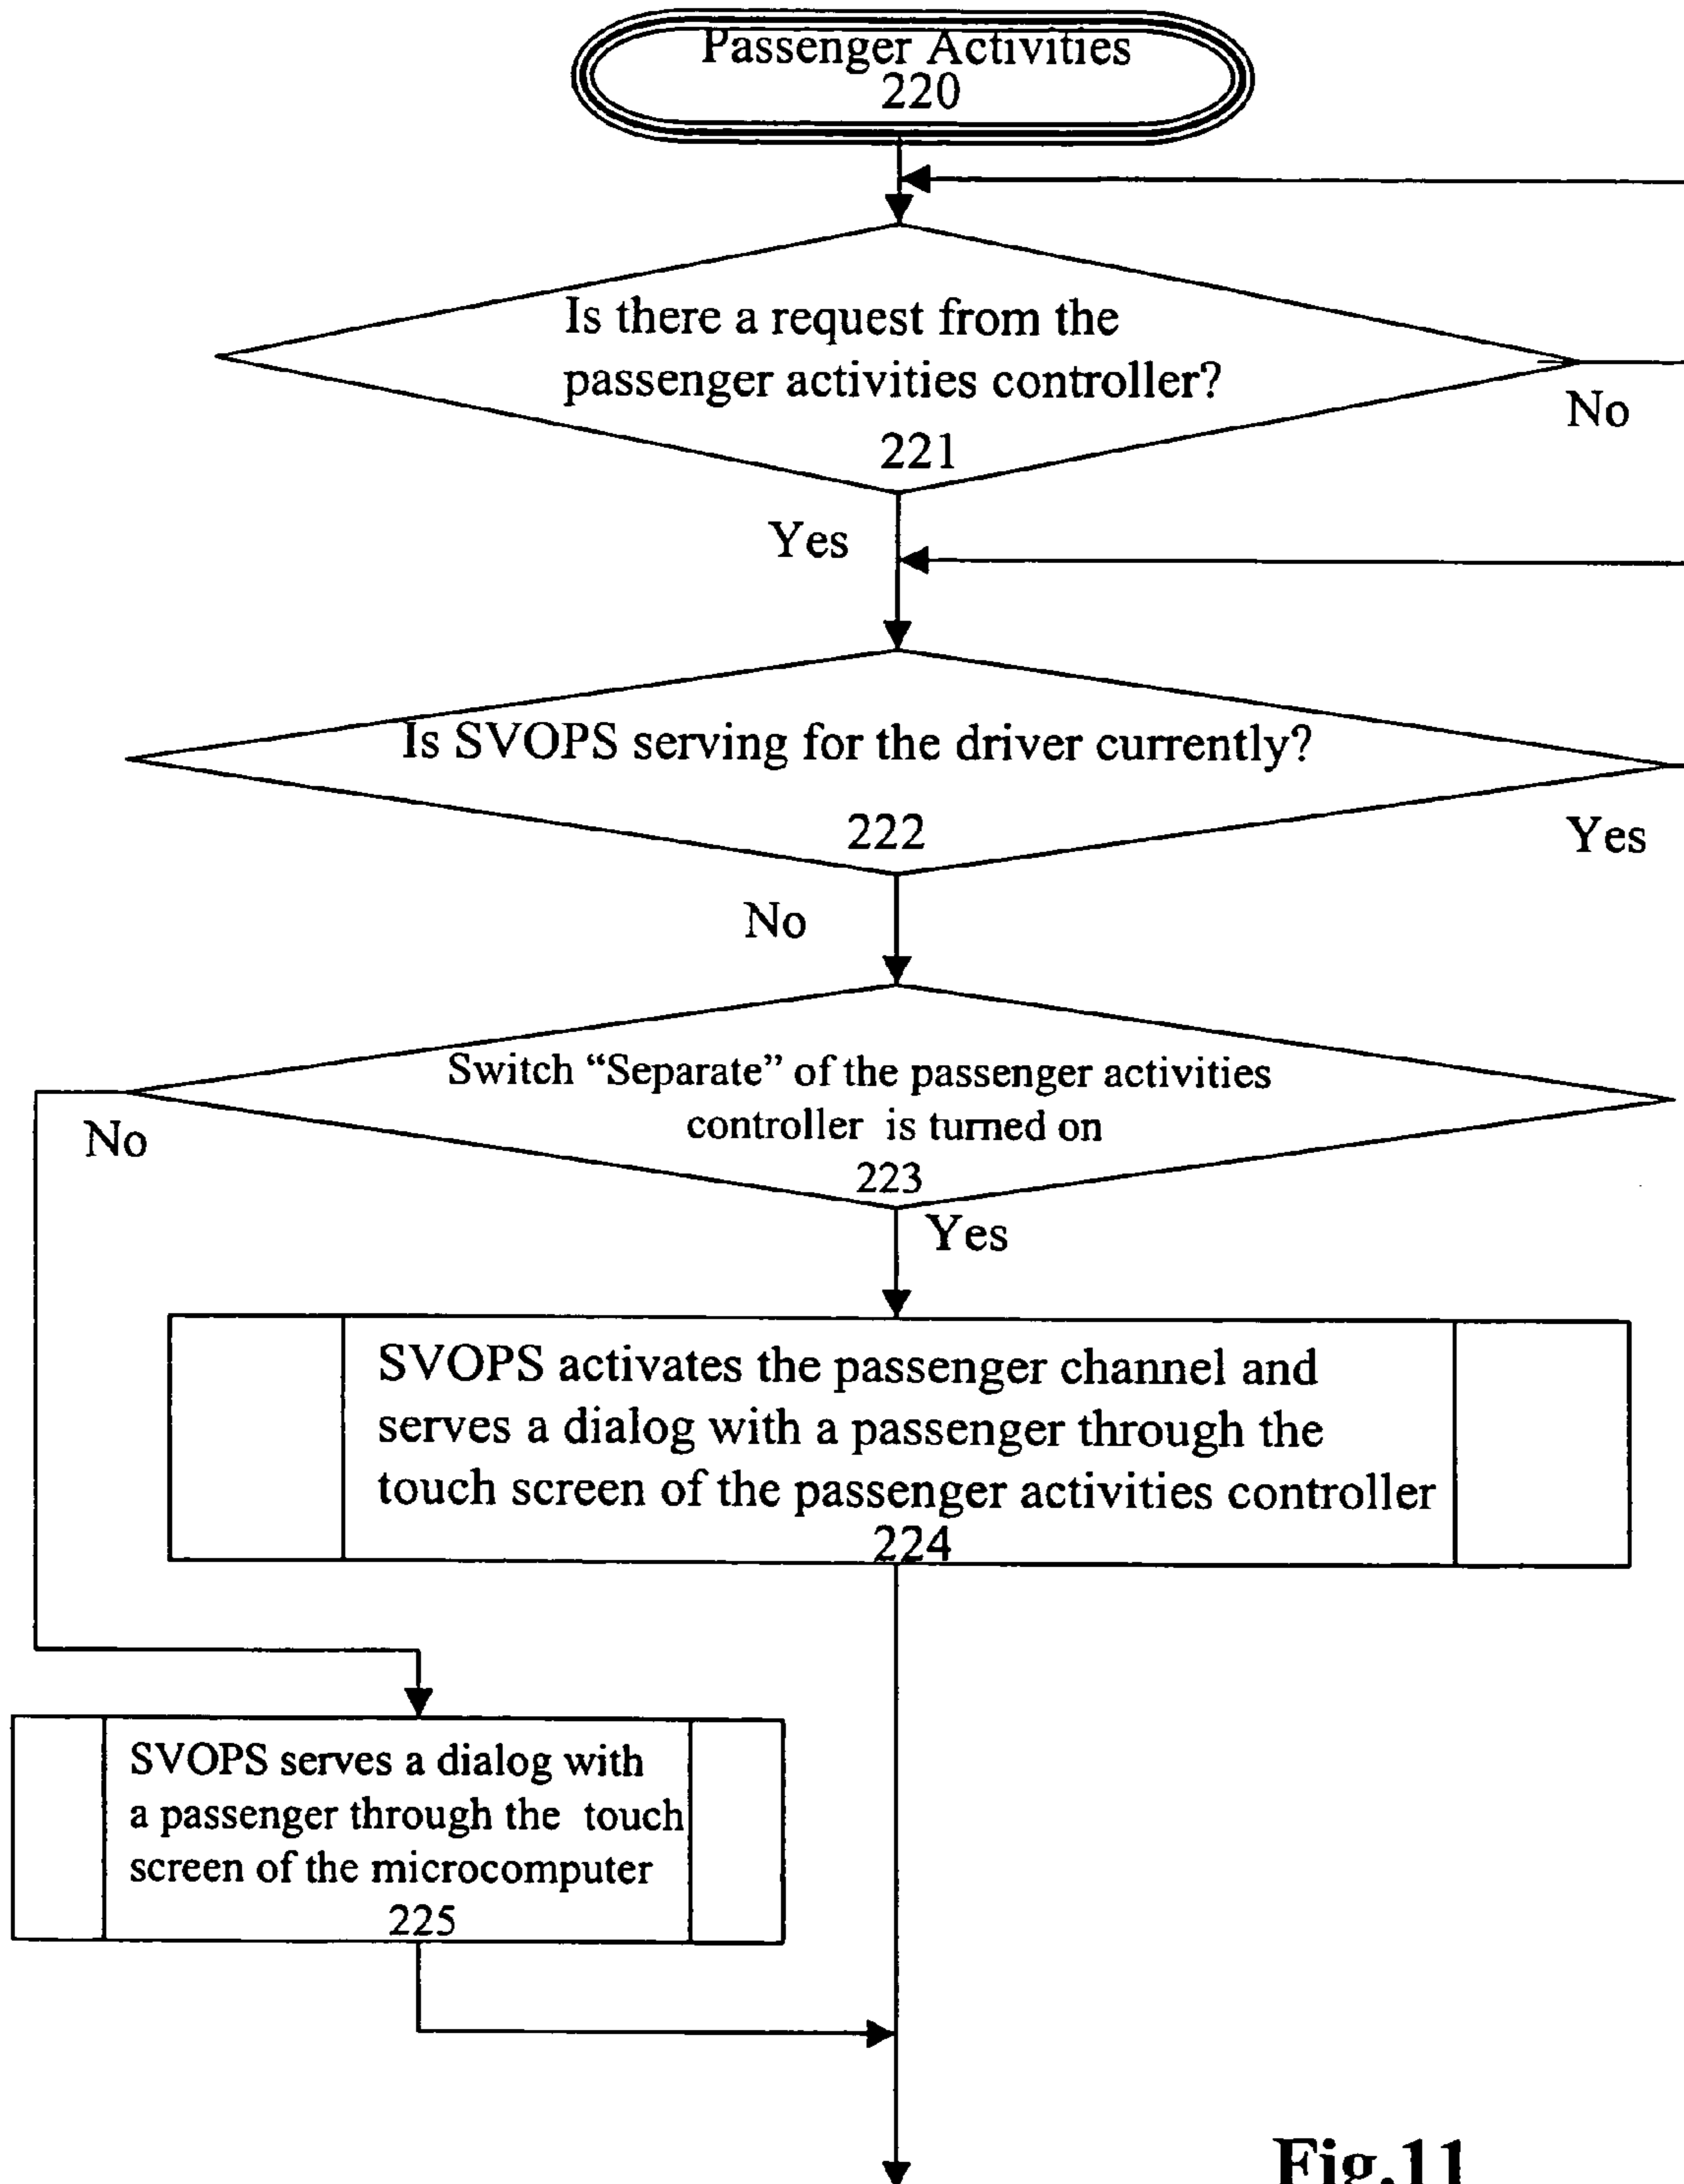 Passenger Activities
220
Is there a request from the
passenger activities controller?
221
No
Yes
Is SVOPS serving for the driver currently?
222
Yes
No
Switch “Separate” of the passenger activities
controller is turned on
223
No
Yes
SVOPS activates the passenger channel and
serves a dialog with a passenger through the
touch screen of the passenger activities controller
224
SVOPS serves a dialog with
a passenger through the touch
screen of the microcomputer
225
Fig.11